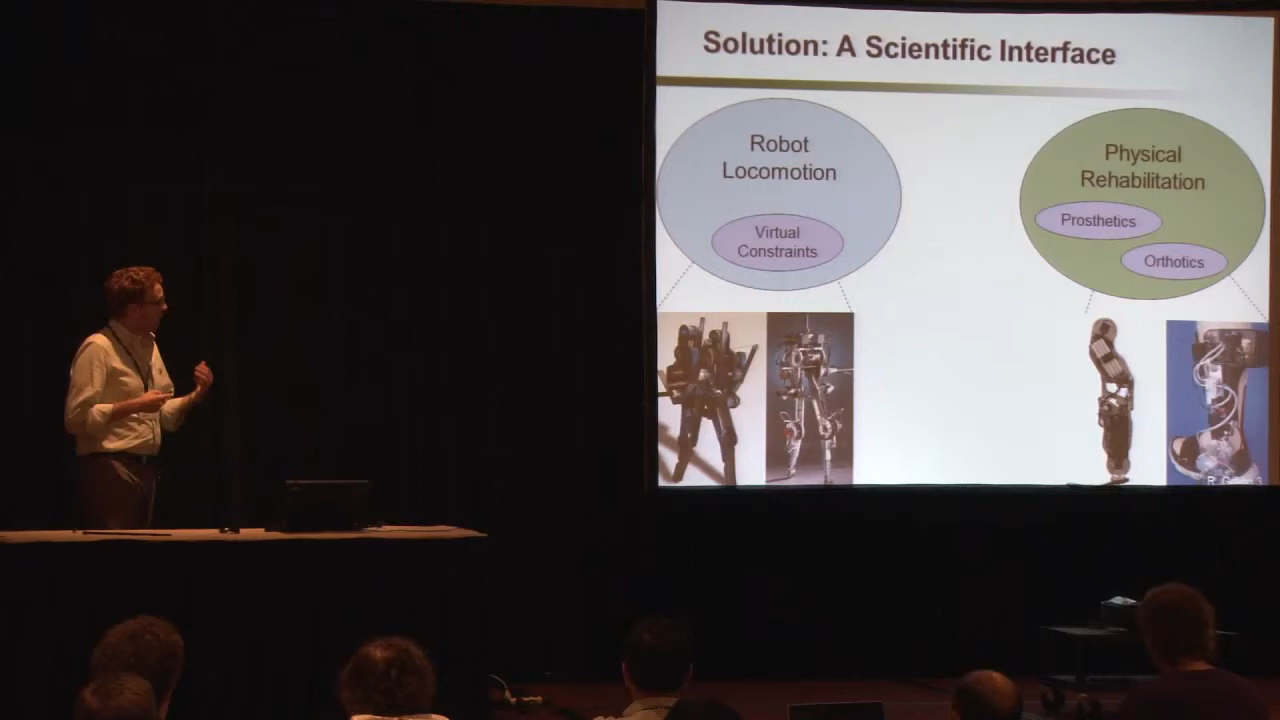 Solution: A Scientific Interface
Robot
Locomotion
Virtual
Constraints
Physical
Rehabilitation
Prosthetics
Orthotics